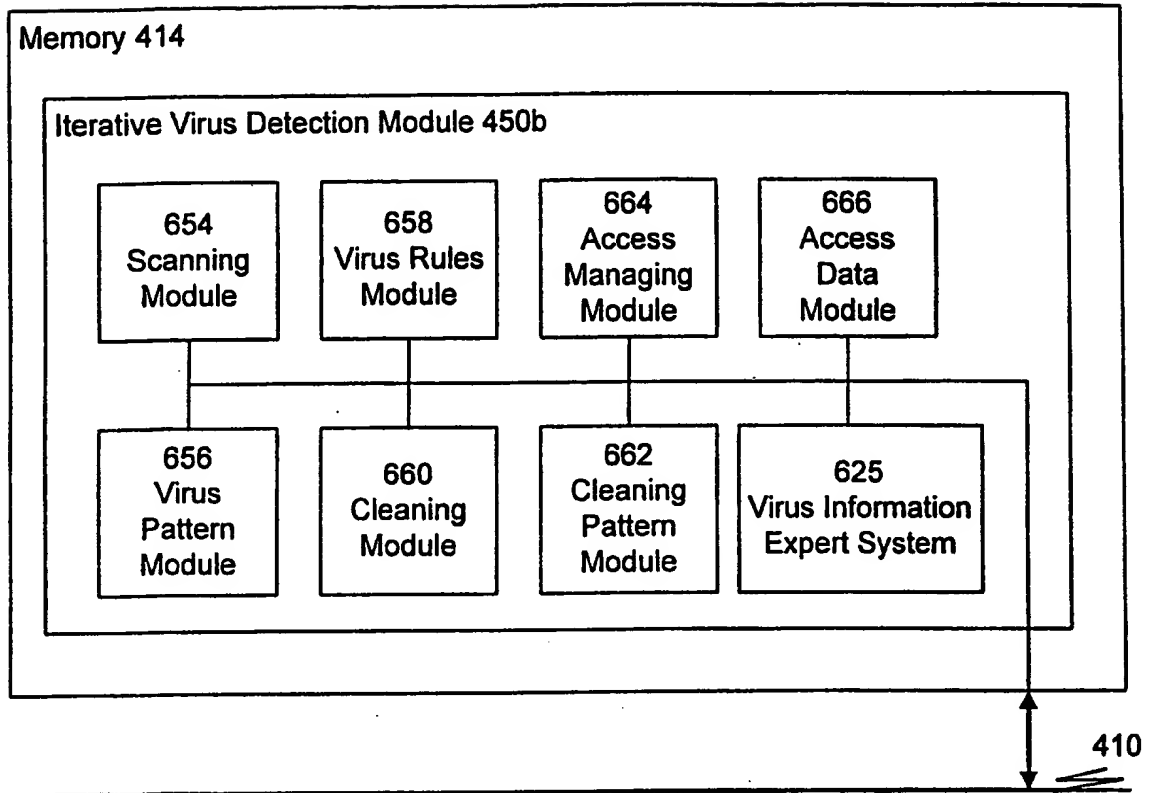 Memory 414
Iterative Virus Detection Module 450b
654
Scanning
Module
658
Virus Rules
Module
664
Access
Managing
Module
666
Access
Data
Module
656
Virus
Pattern
Module
660
Cleaning
Module
662
Cleaning
Pattern
Module
625
Virus Information
Expert System
410